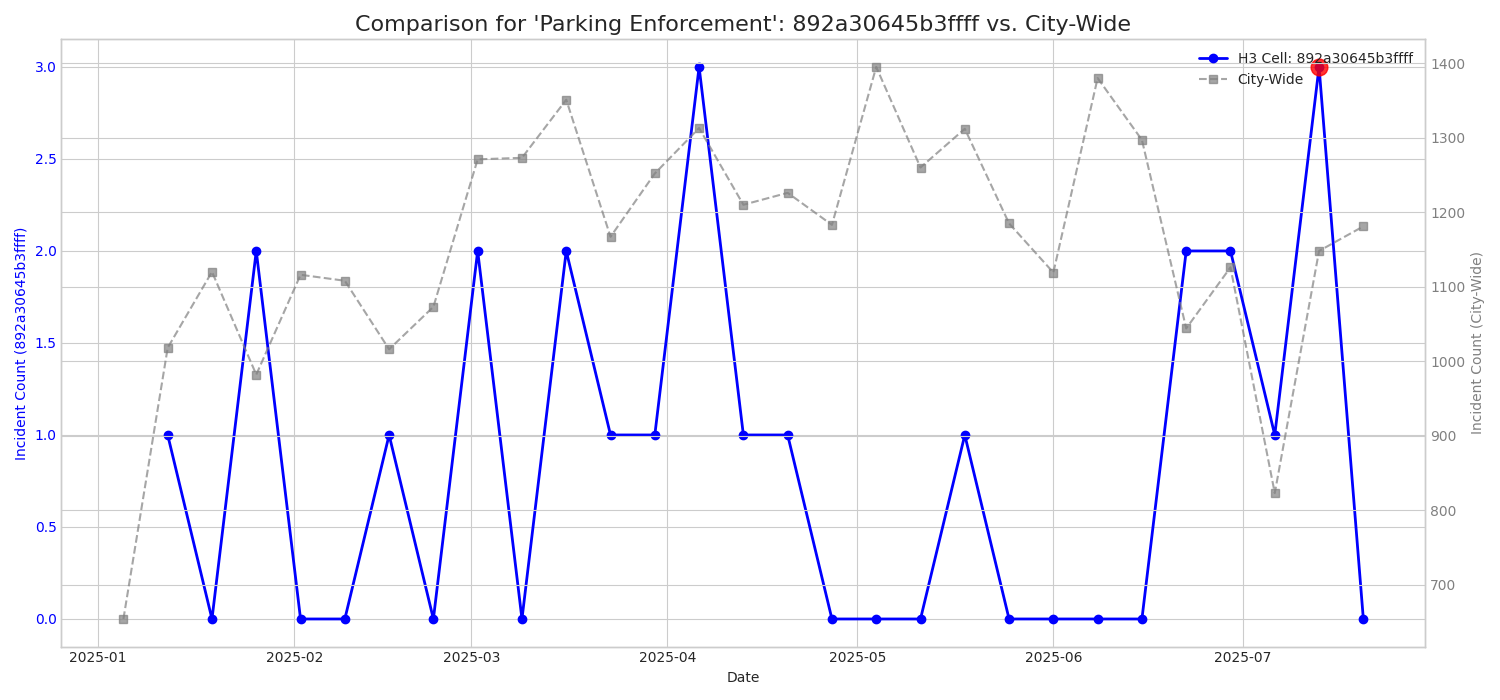 Comparison for 'Parking Enforcement': 892a30645b3ffff vs. City-Wide
H3 Cell: 892a30645b3ffff
City-Wide
Incident Count (892a30645b3ffff)
3.0
2.5
2.0
1.5
1.0
0.5
0.0
1400
1300
1200
1100
1000
900
800
700
Incident Count (City-Wide)
2025-01 2025-02 2025-03 2025-04 2025-05 2025-06 2025-07
Date